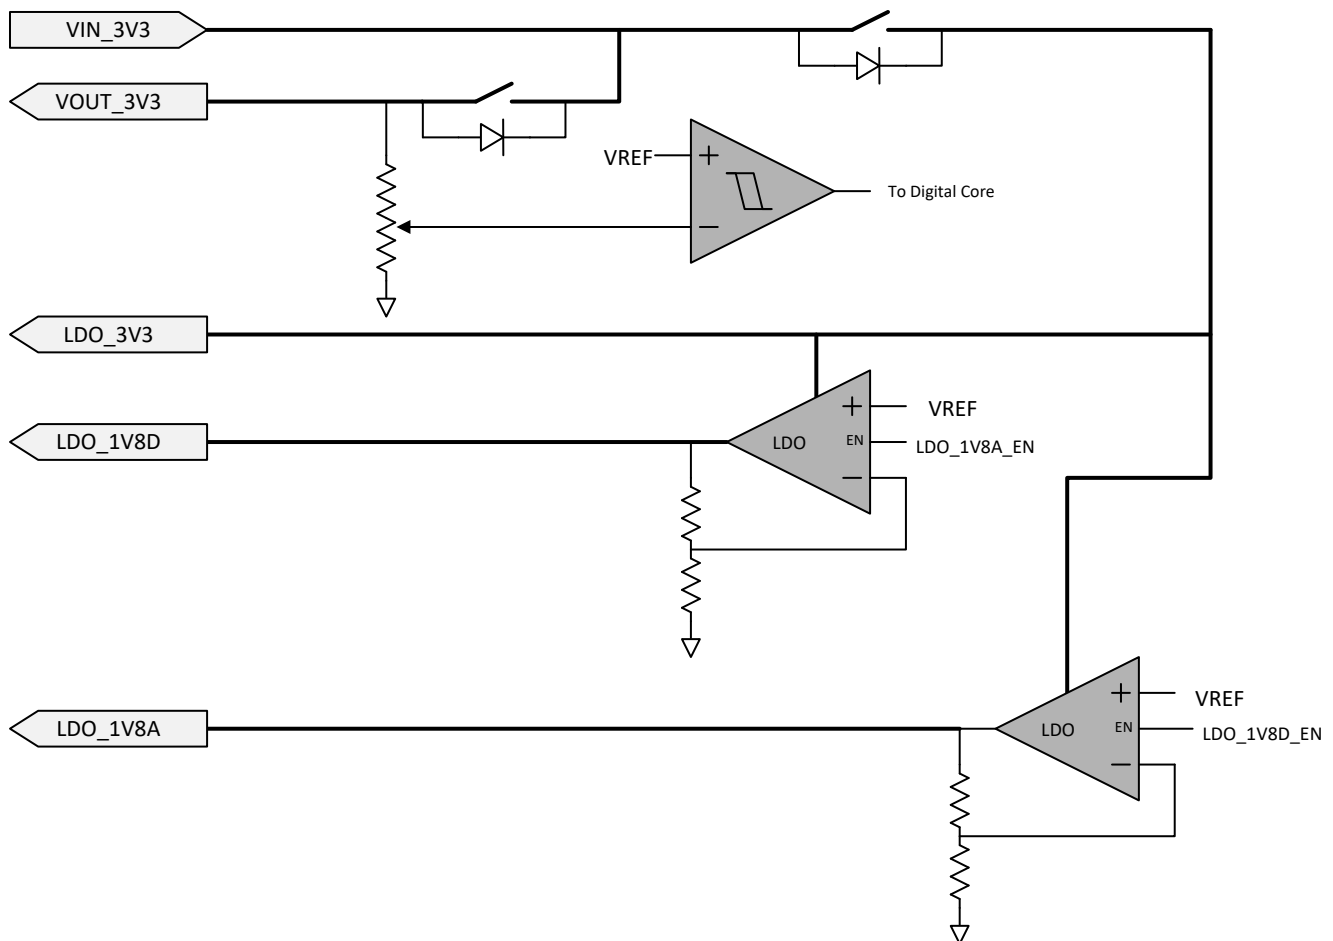 VIN_3V3
VOUT_3V3
VREF
+
To Digital Core
−
LDO_3V3
+
VREF
LDO_1V8D
LDO
EN
LDO_1V8A_EN
−
+
VREF
LDO_1V8A
LDO
EN
LDO_1V8D_EN
−